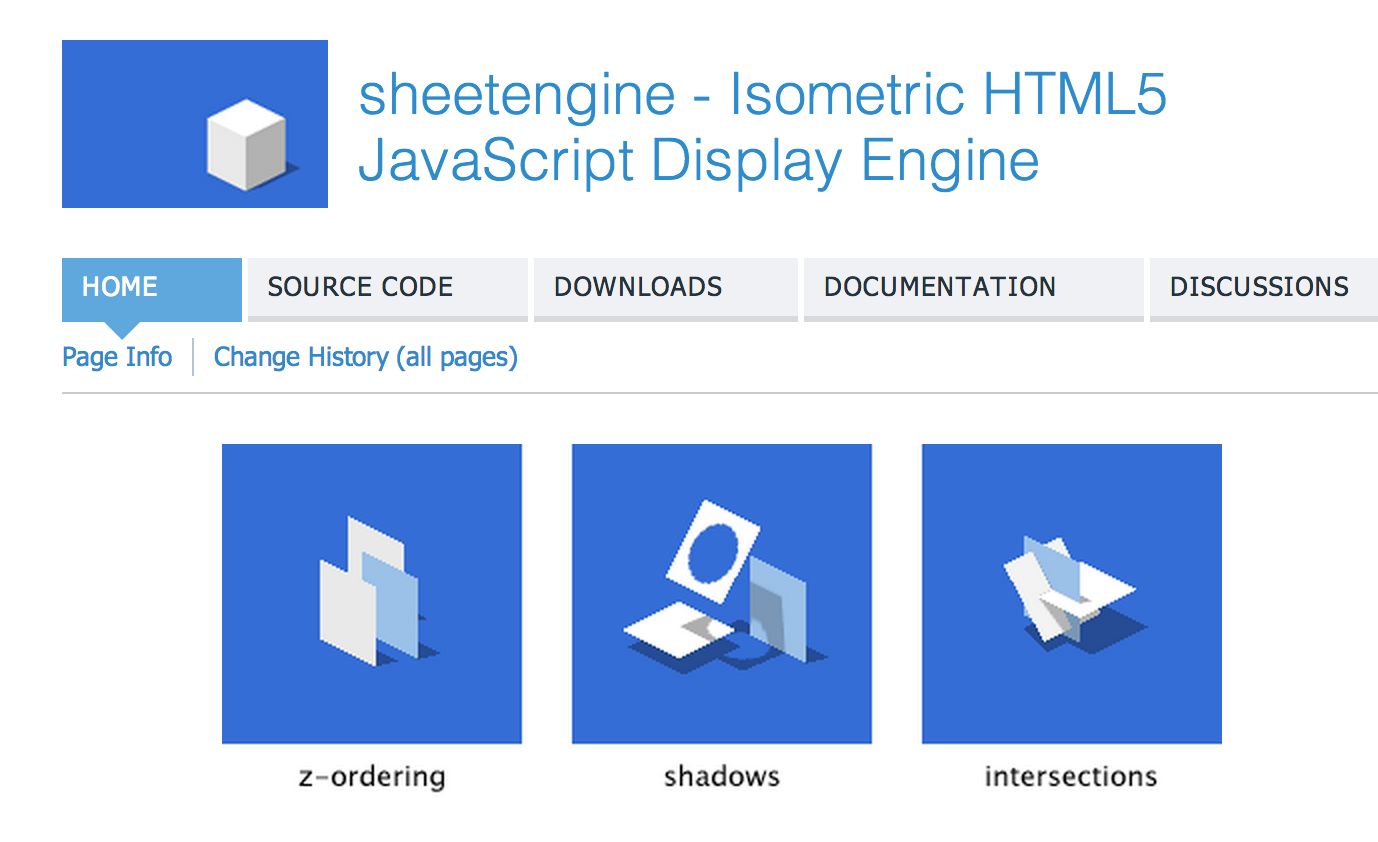 sheetengine - Isometric HTML5
JavaScript Display Engine
HOME
SOURCE CODE
DOWNLOADS
DOCUMENTATION
DISCUSSIONS
Page Info
Change History (all pages)
z-ordering
shadows
intersections